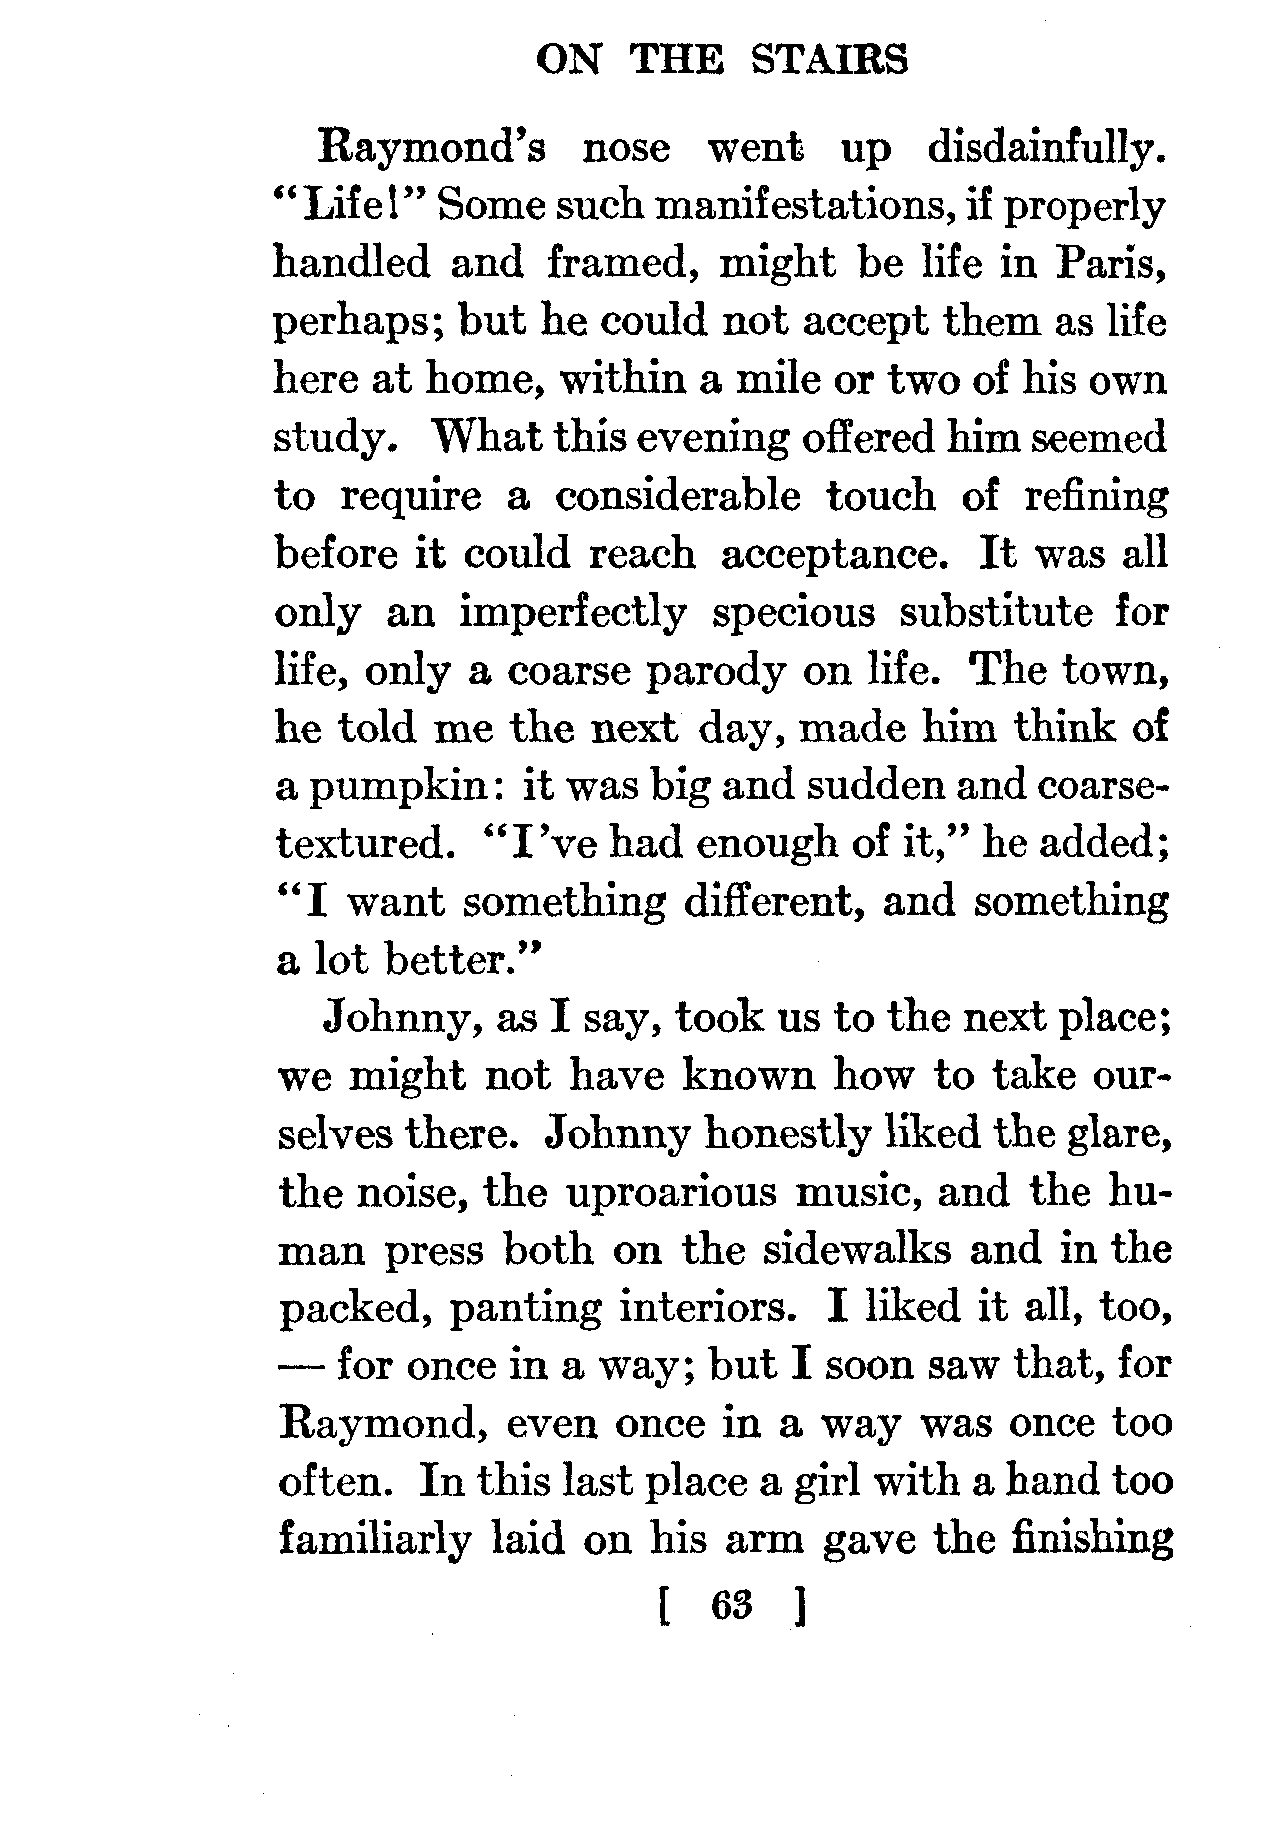 ON THE STAIRS
Raymond's nose went up disdainfully.
"Life!" Some such manifestations, if properly
handled and framed, might be life in Paris,
perhaps; but he could not accept them as life
here at home, within a mile or two of his own
study. What this evening offered him seemed
to require a considerable touch of refining
before it could reach acceptance. It was all
only an imperfectly specious substitute for
life, only a coarse parody on life. The town,
he told me the next day, made him think of
a pumpkin: it was big and sudden and coarse-
textured. "I've had enough of it," he added;
"I want something different, and something
a lot better."
Johnny, as I say, took us to the next place;
we might not have known how to take our-
selves there. Johnny honestly liked the glare,
the noise, the uproarious music, and the hu-
man press both on the sidewalks and in the
packed, panting interiors. I liked it all, too,
— for once in a way; but I soon saw that, for
Raymond, even once in a way was once too
often. In this last place a girl with a hand too
familiarly laid on his arm gave the finishing
[ 63 ]